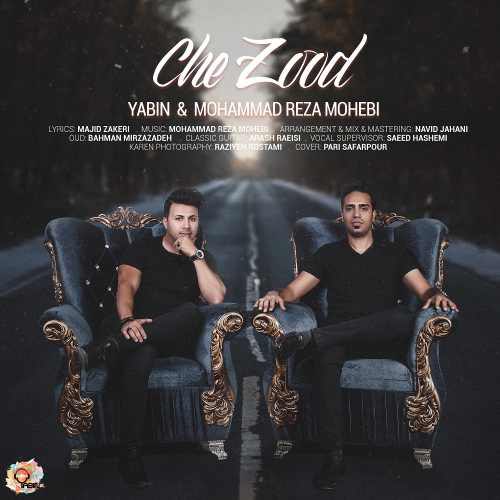 Che Zood
YABIN & MOHAMMAD REZA MOHEBI
LYRICS: MAJID ZAKERI . MUSIC: MOHAMMAD REZA MOHEBI . ARRANGEMENT & MIX & MASTERING: NAVID JAHANI
OUD: BAHMAN MIRZAZADEH . CLASSIC GUITAR: ARASH RAEISI . VOCAL SUPERVISOR: SAEED HASHEMI
KAREN PHOTOGRAPHY: RAZIYEH ROSTAMI . COVER: PARI SAFARPOUR